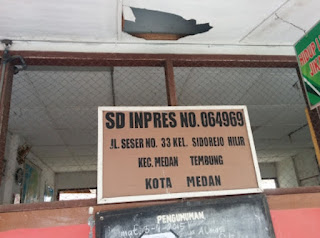 SD INPRES NO. 064969
JL. SESER NO. 33 KEL. SIDOREJO HILIR
KEC. MEDAN TEMBUNG
KOTA MEDAN
PENGUMUMAN